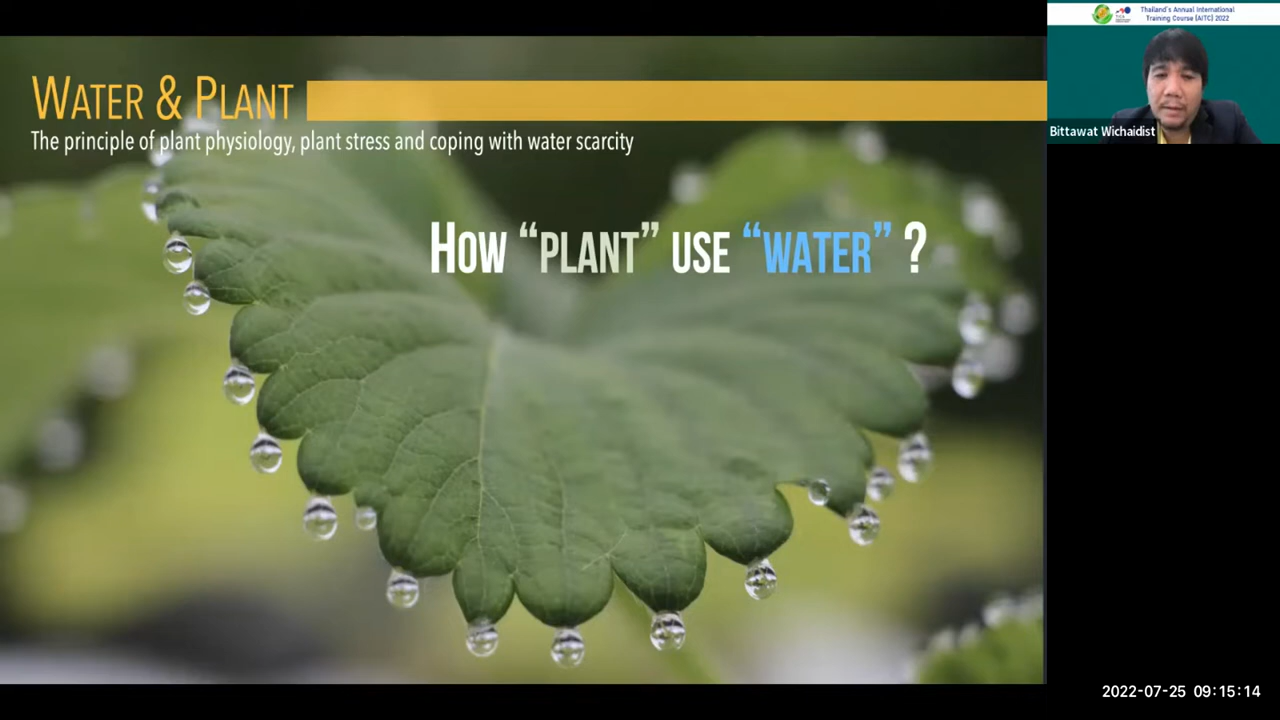 WATER & PLANT
The principle of plant physiology, plant stress and coping with water scarcity
HOW “PLANT” USE “WATER” ?
Thailand's Annual International
Training Course (AITC) 2022
Bittawat Wichaidist
2022-07-25 09:15:14